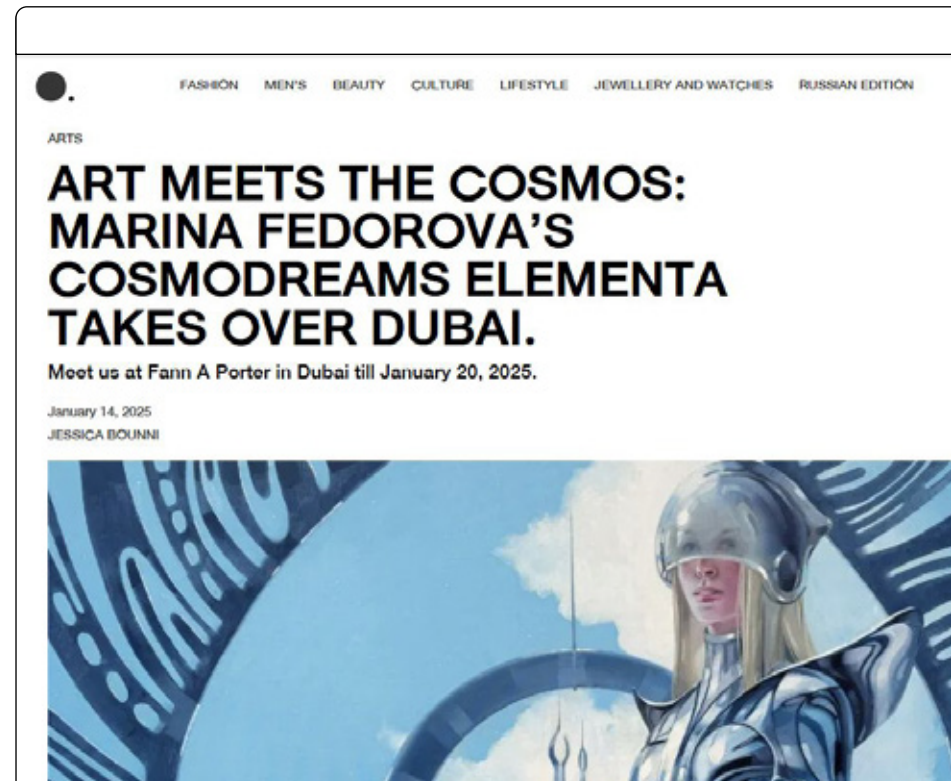 FASHION MEN'S BEAUTY CULTURE LIFESTYLE JEWELLERY AND WATCHES RUSSIAN EDITION
ARTS
ART MEETS THE COSMOS:
MARINA FEDOROVA'S
COSMODREAMS ELEMENTA
TAKES OVER DUBAI.
Meet us at Fann A Porter in Dubai till January 20, 2025.
January 14, 2025
JESSICA BOUNNI